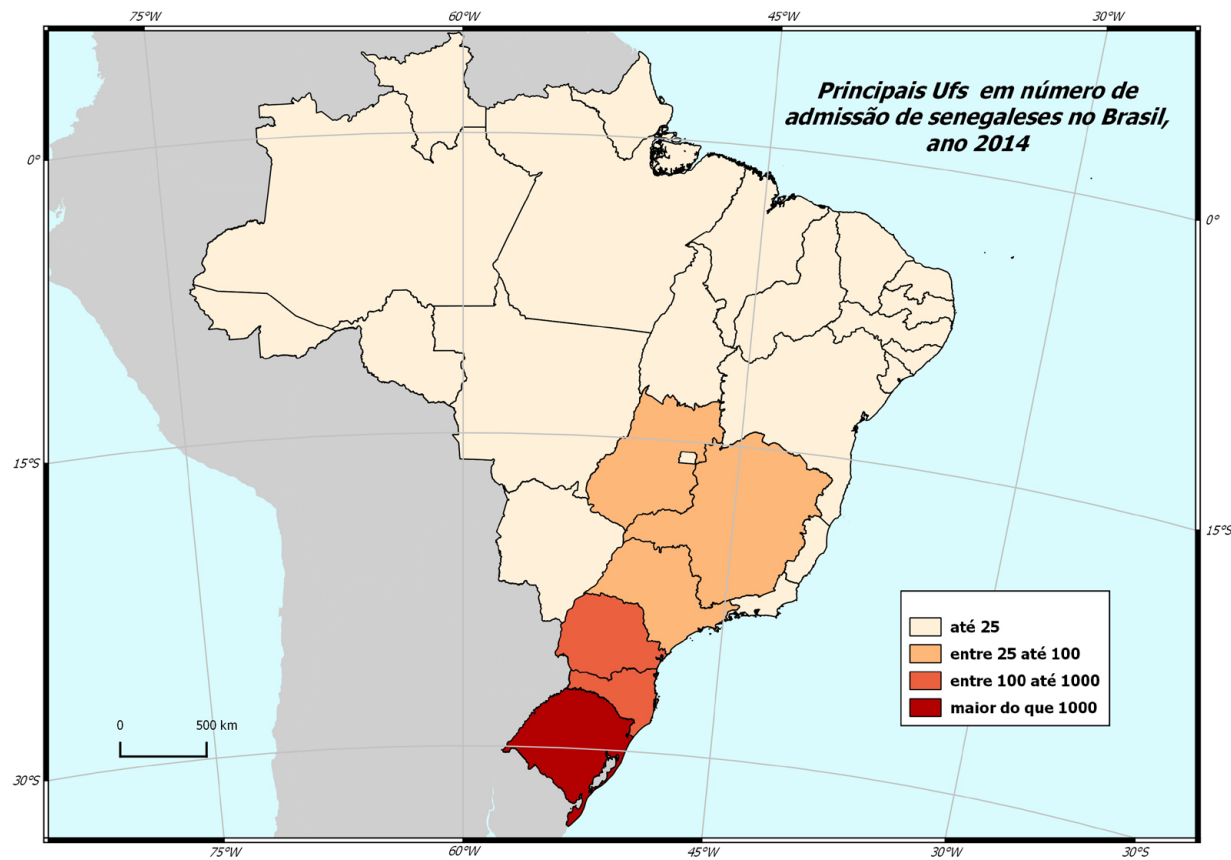 75°W 60°W 45°W 30°W
Principais Ufs em número de
admissão de senegaleses no Brasil,
ano 2014
0°
0°
15°S
15°S
até 25
entre 25 até 100
entre 100 até 1000
maior do que 1000
0 500 km
30°S
75°W 60°W 45°W 30°W 30°S